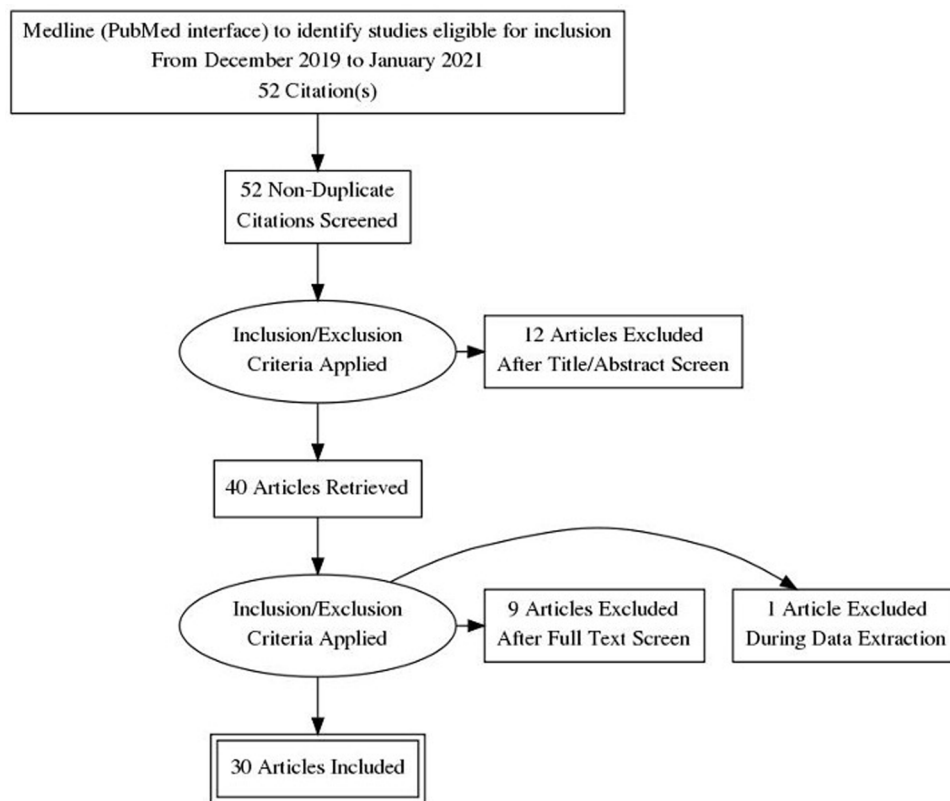 Medline (PubMed interface) to identify studies eligible for inclusion
From December 2019 to January 2021
52 Citation(s)
52 Non-Duplicate
Citations Screened
Inclusion/Exclusion
Criteria Applied
12 Articles Excluded
After Title/Abstract Screen
40 Articles Retrieved
Inclusion/Exclusion
Criteria Applied
9 Articles Excluded
After Full Text Screen
1 Article Excluded
During Data Extraction
30 Articles Included